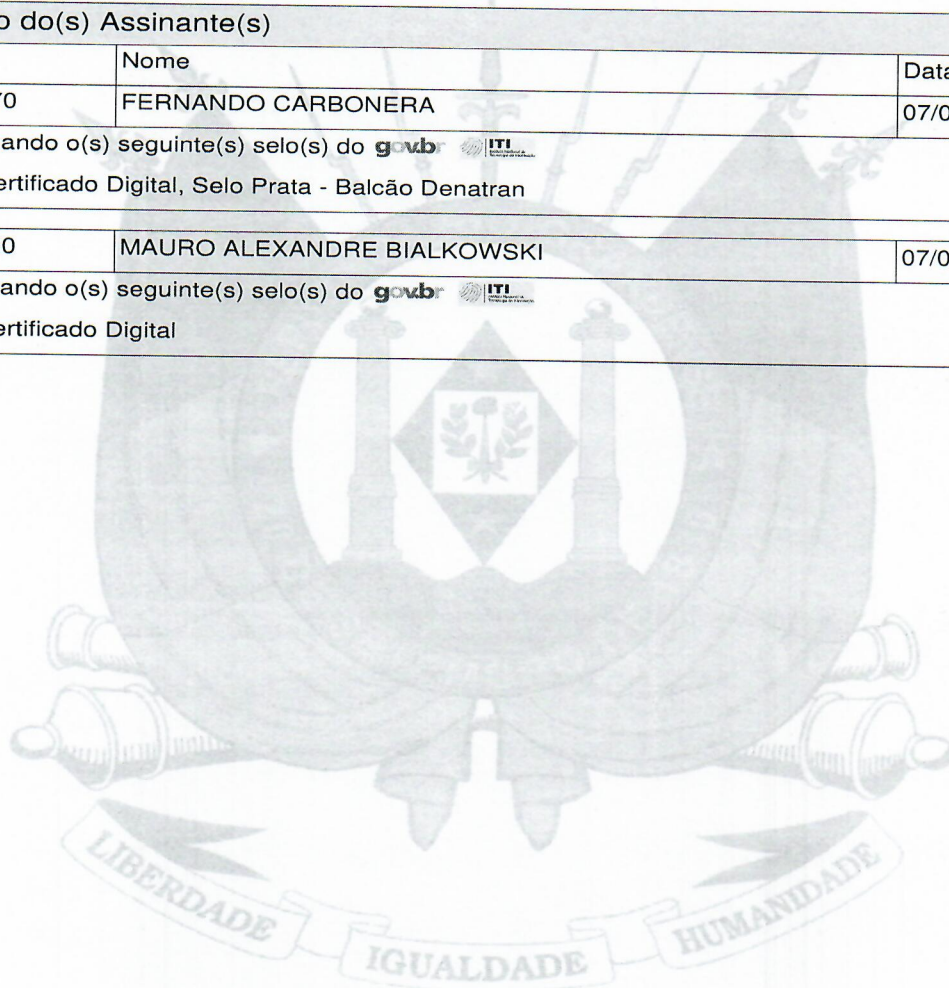 o do(s) Assinante(s)
Nome
Data
70 FERNANDO CARBONERA 07/0
ando o(s) seguinte(s) selo(s) do gov.br ITI
ertificado Digital, Selo Prata - Balcão Denatran
0 MAURO ALEXANDRE BIALKOWSKI 07/0
ando o(s) seguinte(s) selo(s) do gov.br ITI
ertificado Digital
LIBERDADE
IGUALDADE
HUMANIDADE